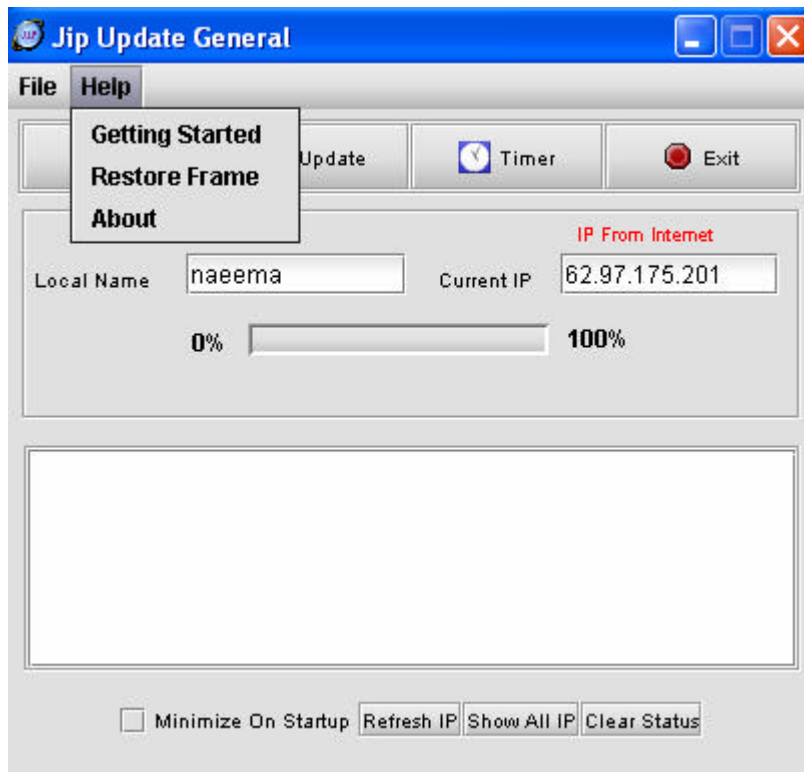 Jip Update General
File Help
Getting Started
Restore Frame
About
Update Timer Exit
IP From Internet
Local Name naeema Current IP 62.97.175.201
0% 100%
Minimize On Startup Refresh IP Show All IP Clear Status